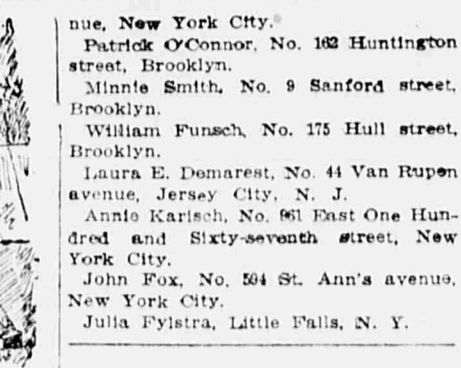 nue, New York City.
Patrick O'Connor, No. 162 Huntington
street, Brooklyn.
Minnie Smith, No. 9 Sanford street,
Brooklyn.
William Funsch, No. 175 Hull street,
Brooklyn.
Laura E. Demarest, No. 44 Van Rupen
avenue, Jersey City, N. J.
Annie Karisch, No. 961 East One Hun-
dred and Sixty-seventh street, New
York City.
John Fox, No. 594 St. Ann's avenue,
New York City.
Julia Fylstra, Little Falls, N. Y.